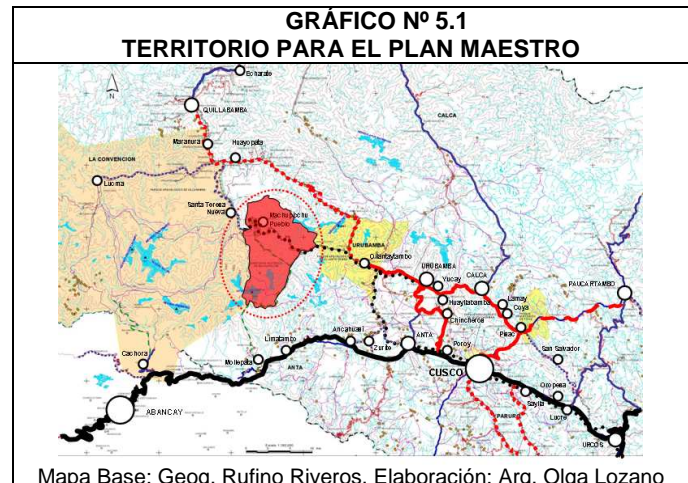 GRÁFICO Nº 5.1
TERRITORIO PARA EL PLAN MAESTRO
Echarate
N
QUILLABAMBA
CALCA
Maranura
Huayopata
LA CONVENCION
Lucma
Santa Teresa
Nueva
Machupicchu
Pueblo
URUBAMBA
Ollantaytambo
URUBAMBA
Yucay
CALCA
PAUCARTAMBO
Huayllabamba
Lamay
Coya
Chincheros
Pisac
Ancahuasi
Limatambo
Zurite
ANTA
Poroy
San Salvador
Cachora
Mollepata
ANTA
CUSCO
Oropesa
ABANCAY
PARURO
Saylla
Lucre
URCOS
Mapa Base: Geog. Rufino Riveros. Elaboración: Arq. Olga Lozano